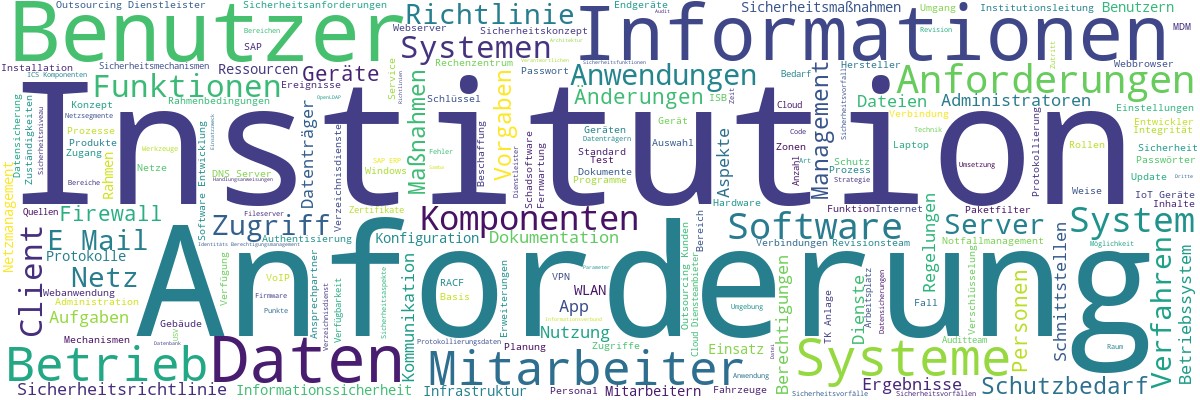 Outsourcing Dienstleister
Sicherheitsanforderungen
Benutzer
Bereichen
SAP
Richtlinie
Webserver
Sicherheitskonzept
Systemen
Endgeräte
Audit
Informationen
Sicherheitsmaßnahmen
Umgang
Institutionsleitung
Benutzern
Revision
Zutritt
MDM
Installation
Sicherheitsmechanismen
ICS Komponenten
Ressourcen
Ereignisse
Geräte
Funktionen
Service
Richtlinien
Rechenzentrum
Passwort
Schlüssel
Architektur
Sicherheitsfunktionen
Anwendungen
Bedarf
Hersteller
Webbrowser
Anforderungen
Änderungen
ISB
Zeit
Cloud
Management
Sicherheitsvorfall
Dateien
Verbindung
Administratoren
Einstellungen
Datensicherung
Zuständigkeiten
Sicherheitsniveau
Konzept
Netzsegmente
Rahmenbedingungen
OpenLDAP
Prozesse
Produkte
Zugang
Werkzeuge
Rahmen
Netze
Bereiche
Software Entwicklung
DNS Server
Handlungsanweisungen
Datenträger
Verzeichnisdienste
SAP ERP
Windows
Maßnahmen
Fehler
Beschaffung
Vorgaben
Dienstleister
Schadsoftware
Fernwartung
Geräten
Datenträgern
Standard
Test
Dokumente
Programme
Gerät
Auswahl
Aspekte
Hardware
Code
Zonen
Art
Anzahl
Schutz
Prozess
Strategie
Technik
Laptop
Umsetzung
Protokollierung
Entwickler
Integrität
Rollen
Sicherheit
Passwörter
Update
Dritte
Weise
IoT Geräte
Inhalte
Institution
Netzmanagement
Quellen
Firewall
Fileserver
Zertifikate
Zugriff
Authentisierung
Identitäts Berechtigungsmanagement
Komponenten
Konfiguration
Dokumentation
Software
Bereich
Funktion
Internet
Paketfilter
Server
System
Verbindungen
Revisionsteam
Notfallmanagement
Regelungen
Möglichkeit
Client
E Mail
Protokolle
Netz
Webanwendung
Administration
Aufgaben
Gebäude
Mechanismen
USV
Datenbank
Verfügung
VoIP
Firmware
Punkte
Ansprechpartner
Verzeichnisdienst
Verfügbarkeit
Sicherheitsaspekte
Kommunikation
RACF
Basis
Erweiterungen
Protokollierungsdaten
Planung
VPN
WLAN
App
Parameter
Informationsverbund
Nutzung
Zugriffe
Outsourcing Kunden
Cloud Diensteanbieter
Umgebung
Einsatz
Anwendung
Berechtigungen
TK Anlage
Dienste
Arbeitsplatz
Datensicherungen
Fall
Verschlüsselung
Auditteam
Personen
Schnittstellen
Raum
Verfahren
Betriebssystem
Anforderung
Betrieb
Daten
Mitarbeiter
Systeme
Sicherheitsrichtlinie
Informationssicherheit
Infrastruktur
Personal
Mitarbeitern
Fahrzeuge
Sicherheitsvorfälle
Ergebnisse
Sicherheitsvorfällen
Schutzbedarf